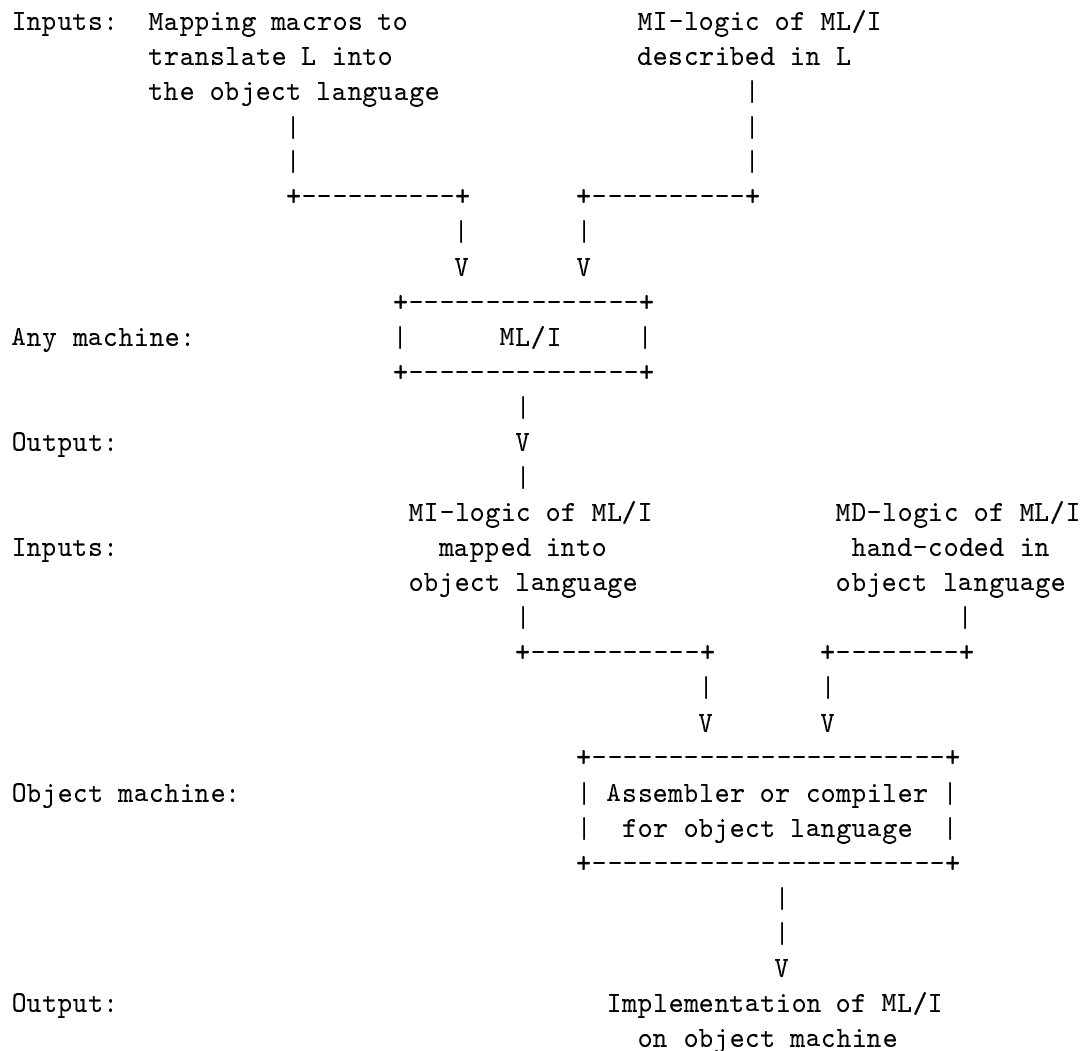 Inputs:  Mapping macros to             MI-logic of ML/I
         translate L into              described in L
         the object language                    |
                  |                             |
                  |                             |
                  +----------+       +----------+
                             |       |
                             V       V
                         +---------------+
Any machine:             |      ML/I     |
                         +---------------+
                                 |
Output:                          V
                                 |
                          MI-logic of ML/I            MD-logic of ML/I
Inputs:                     mapped into                hand-coded in
                          object language             object language
                                 |                            |
                                 +-----------+       +--------+
                                             |       |
                                             V       V
                                     +-----------------------+
Object machine:                      | Assembler or compiler |
                                     |  for object language  |
                                     +-----------------------+
                                                  |
                                                  |
                                                  V
Output:                                Implementation of ML/I
                                         on object machine